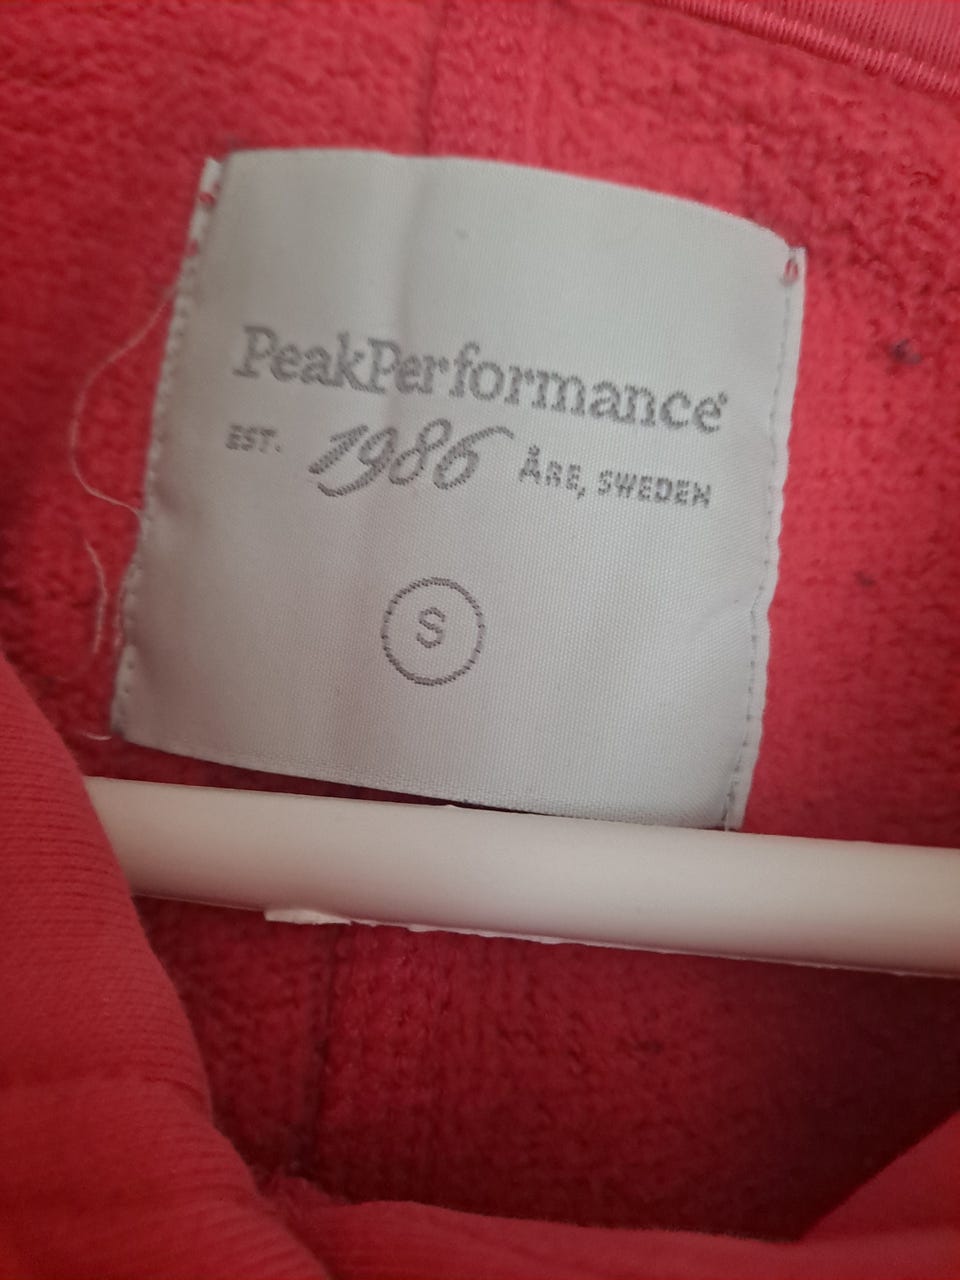 PeakPerformance®
EST. 1986 ÅRE, SWEDEN
S